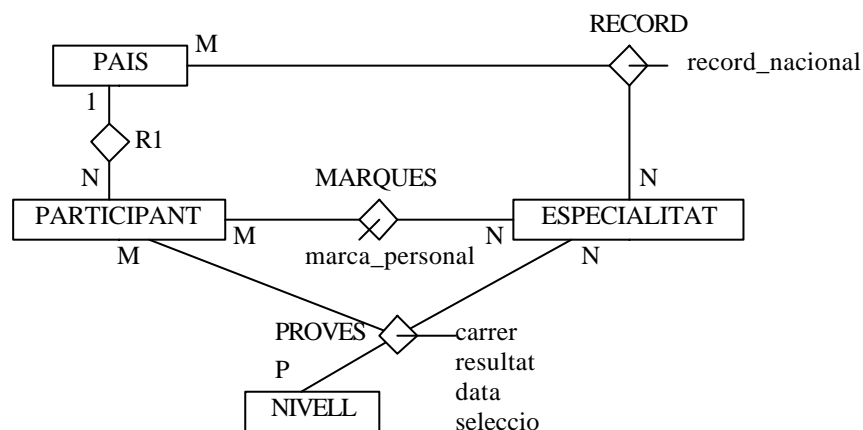 RECORD
M
PAIS
record_nacional
1
R1
N
MARQUES
N
PARTICIPANT
ESPECIALITAT
M
N
marca_personal
M
N
PROVES
carrer
resultat
P
data
NIVELL
seleccio